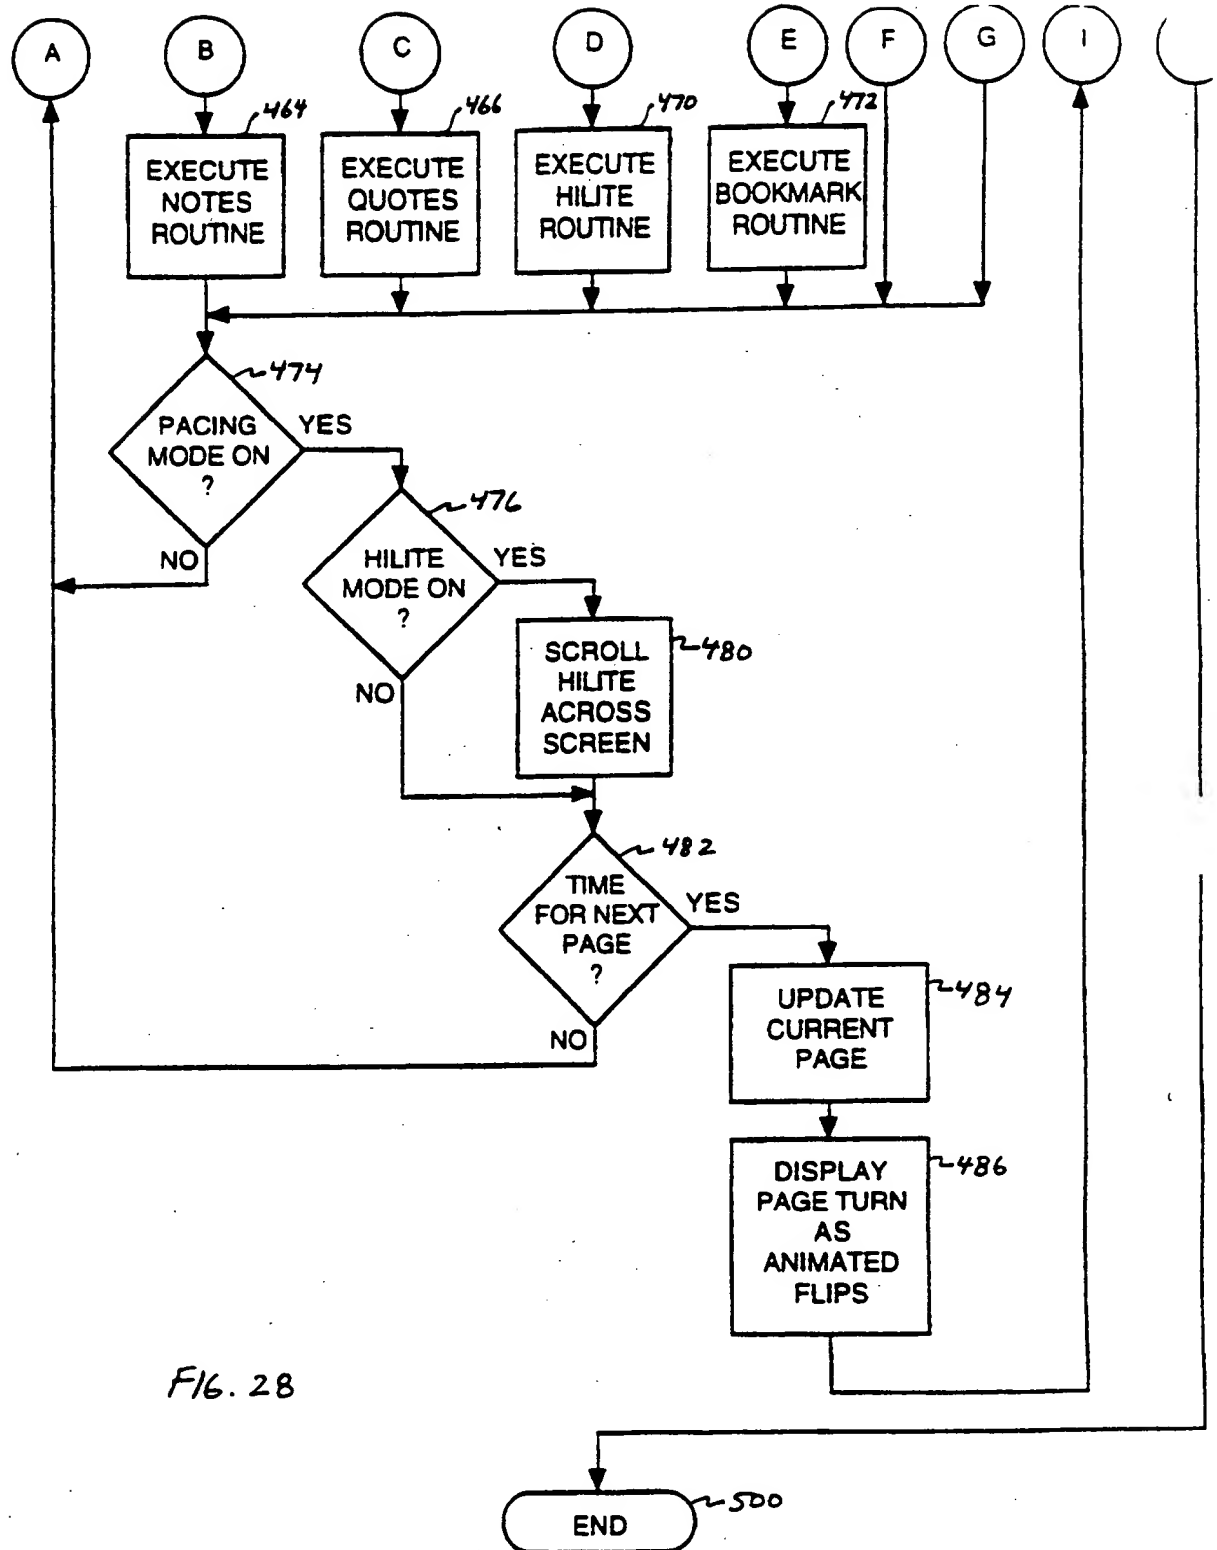 A B C D E F G I
464
466
470
472
EXECUTE
NOTES
ROUTINE
EXECUTE
QUOTES
ROUTINE
EXECUTE
HILITE
ROUTINE
EXECUTE
BOOKMARK
ROUTINE
474
PACING
MODE ON
?
YES
NO
476
HILITE
MODE ON
?
YES
NO
480
SCROLL
HILITE
ACROSS
SCREEN
482
TIME
FOR NEXT
PAGE
?
YES
NO
484
UPDATE
CURRENT
PAGE
486
DISPLAY
PAGE TURN
AS
ANIMATED
FLIPS
FIG. 28
500
END